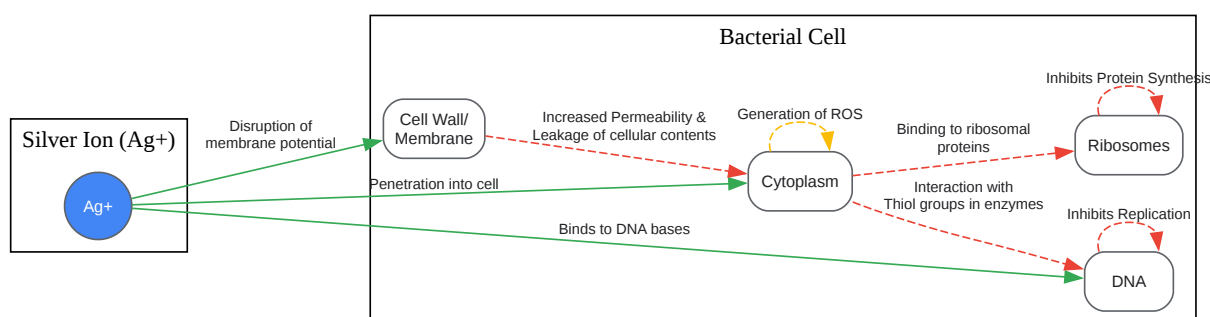 Bacterial Cell
Silver Ion (Ag+)
Ag+
Disruption of
membrane potential
Penetration into cell
Binds to DNA bases
Cell Wall/
Membrane
Increased Permeability &
Leakage of cellular contents
Generation of ROS
Cytoplasm
Binding to ribosomal
proteins
Interaction with
Thiol groups in enzymes
Inhibits Protein Synthesis
Ribosomes
Inhibits Replication
DNA